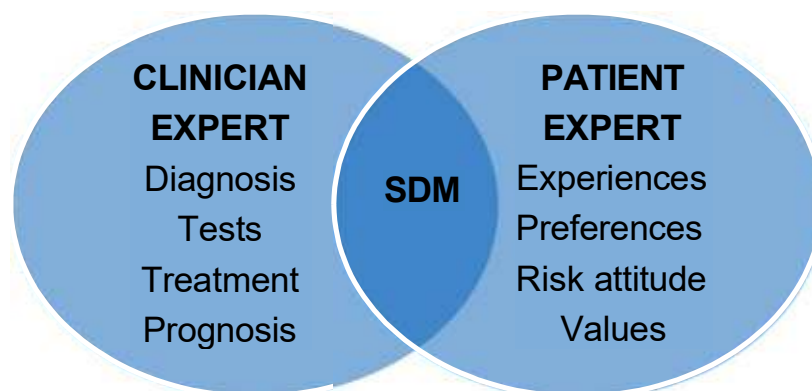 CLINICIAN
EXPERT
Diagnosis
Tests
Treatment
Prognosis
SDM
PATIENT
EXPERT
Experiences
Preferences
Risk attitude
Values